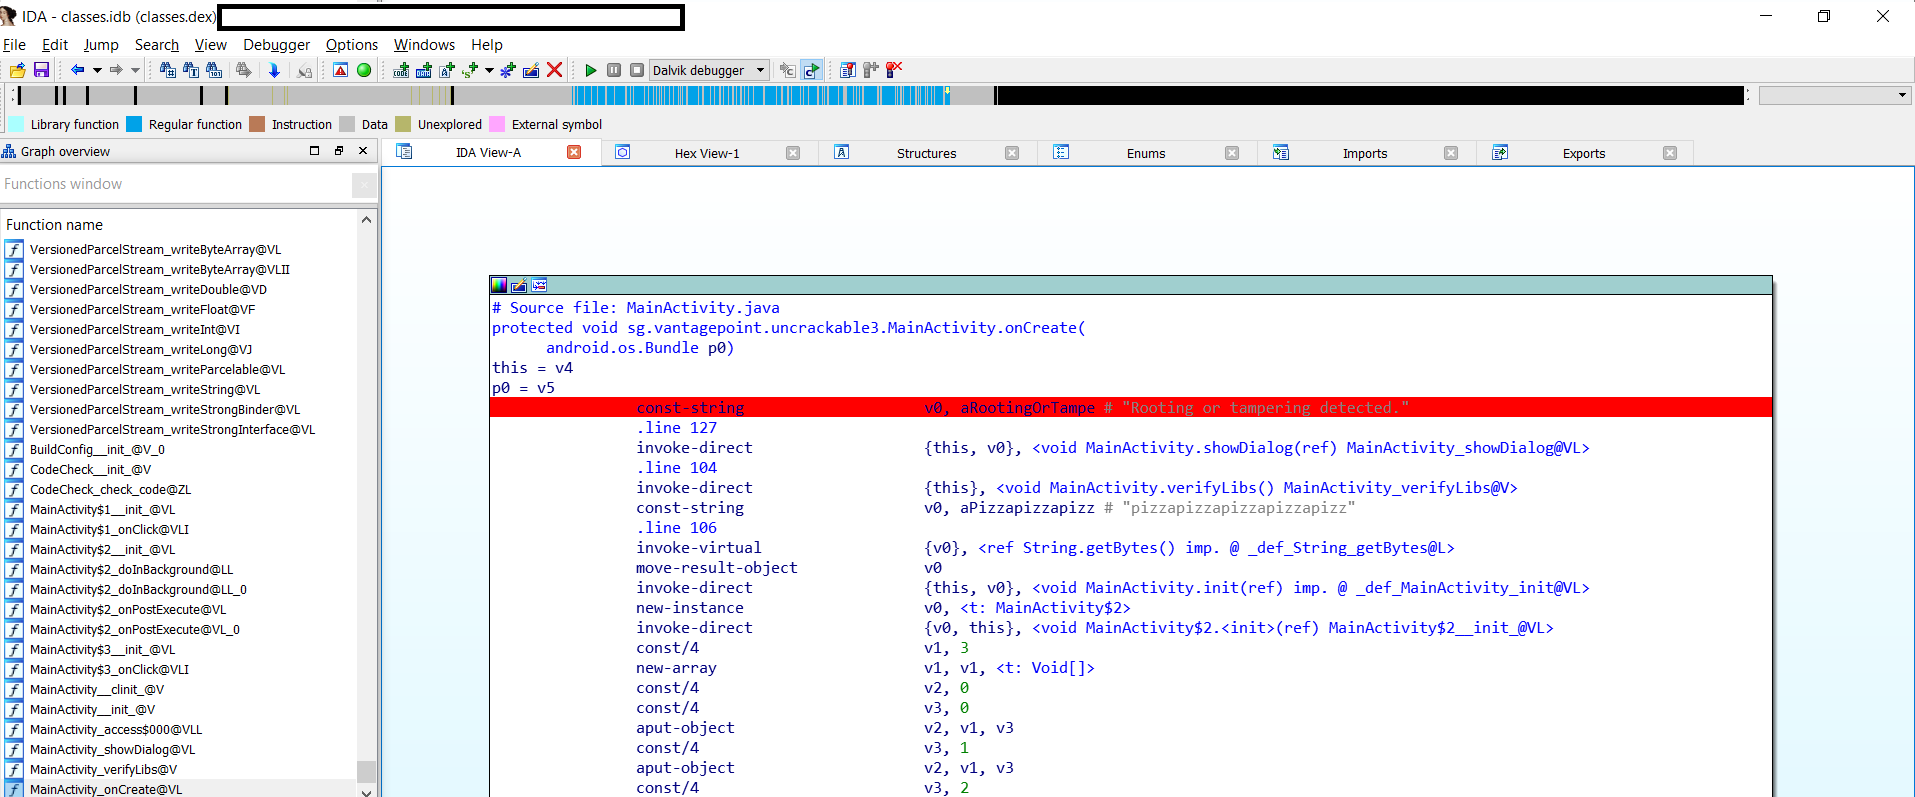 IDA - classes.idb (classes.dex)
File Edit Jump Search View Debugger Options Windows Help
Dalvik debugger
Library function Regular function Instruction Data Unexplored External symbol
Graph overview
IDA View-A Hex View-1 Structures Enums Imports Exports
Functions window
Function name
VersionedParcelStream_writeByteArray@VL
VersionedParcelStream_writeByteArray@VLII
VersionedParcelStream_writeDouble@VD
VersionedParcelStream_writeFloat@VF
VersionedParcelStream_writeInt@VI
VersionedParcelStream_writeLong@VJ
VersionedParcelStream_writeParcelable@VL
VersionedParcelStream_writeString@VL
VersionedParcelStream_writeStrongBinder@VL
VersionedParcelStream_writeStrongInterface@VL
BuildConfig__init_@V_0
CodeCheck__init_@V
CodeCheck_check_code@ZL
MainActivity$1__init_@VL
MainActivity$1_onClick@VLI
MainActivity$2__init_@VL
MainActivity$2_doInBackground@LL
MainActivity$2_doInBackground@LL_0
MainActivity$2_onPostExecute@VL
MainActivity$2_onPostExecute@VL_0
MainActivity$3__init_@VL
MainActivity$3_onClick@VLI
MainActivity__clinit_@V
MainActivity__init_@V
MainActivity_access$000@VLL
MainActivity_showDialog@VL
MainActivity_verifyLibs@V
MainActivity_onCreate@VL
# Source file: MainActivity.java
protected void sg.vantagepoint.uncrackable3.MainActivity.onCreate(
android.os.Bundle p0)
this = v4
p0 = v5
const-string v0, aRootingOrTampe # "Rooting or tampering detected."
.line 127
invoke-direct {this, v0}, <void MainActivity.showDialog(ref) MainActivity_showDialog@VL>
.line 104
invoke-direct {this}, <void MainActivity.verifyLibs() MainActivity_verifyLibs@V>
const-string v0, aPizzapizzapizz # "pizzapizzapizzapizzapizz"
.line 106
invoke-virtual {v0}, <ref String.getBytes() imp. @ _def_String_getBytes@L>
move-result-object v0
invoke-direct {this, v0}, <void MainActivity.init(ref) imp. @ _def_MainActivity_init@VL>
new-instance v0, <t: MainActivity$2>
invoke-direct {v0, this}, <void MainActivity$2.<init>(ref) MainActivity$2__init_@VL>
const/4 v1, 3
new-array v1, v1, <t: Void[]>
const/4 v2, 0
const/4 v3, 0
aput-object v2, v1, v3
const/4 v3, 1
aput-object v2, v1, v3
const/4 v3, 2